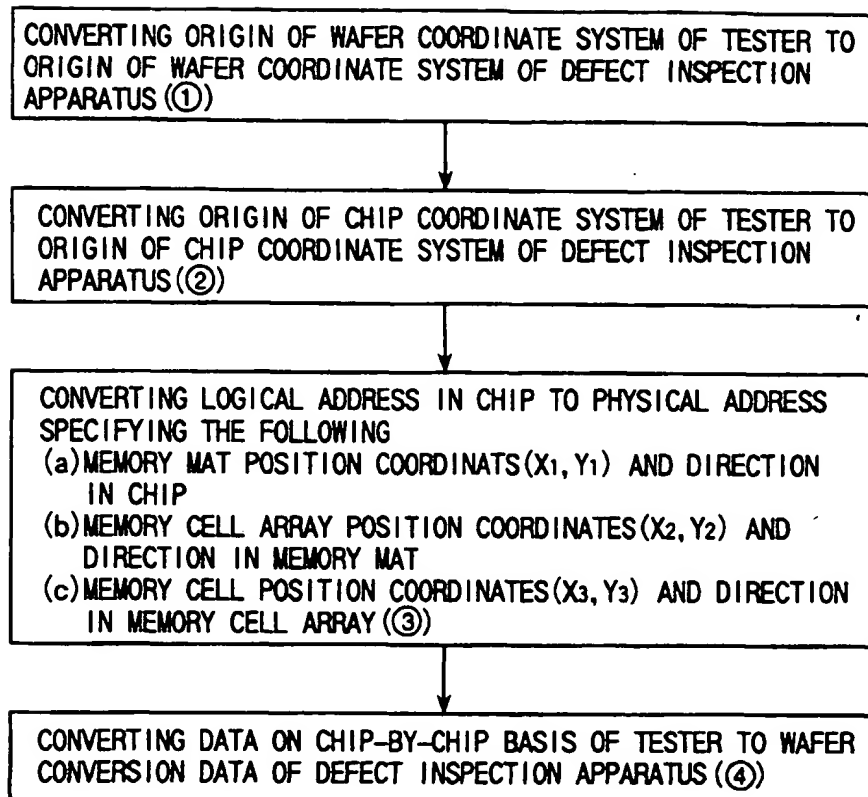 CONVERTING ORIGIN OF WAFER COORDINATE SYSTEM OF TESTER TO
ORIGIN OF WAFER COORDINATE SYSTEM OF DEFECT INSPECTION
APPARATUS(①)
CONVERTING ORIGIN OF CHIP COORDINATE SYSTEM OF TESTER TO
ORIGIN OF CHIP COORDINATE SYSTEM OF DEFECT INSPECTION
APPARATUS(②)
CONVERTING LOGICAL ADDRESS IN CHIP TO PHYSICAL ADDRESS
SPECIFYING THE FOLLOWING
(a)MEMORY MAT POSITION COORDINATS(X1,Y1) AND DIRECTION
IN CHIP
(b)MEMORY CELL ARRAY POSITION COORDINATES(X2,Y2) AND
DIRECTION IN MEMORY MAT
(c)MEMORY CELL POSITION COORDINATES(X3,Y3) AND DIRECTION
IN MEMORY CELL ARRAY(③)
CONVERTING DATA ON CHIP-BY-CHIP BASIS OF TESTER TO WAFER
CONVERSION DATA OF DEFECT INSPECTION APPARATUS(④)